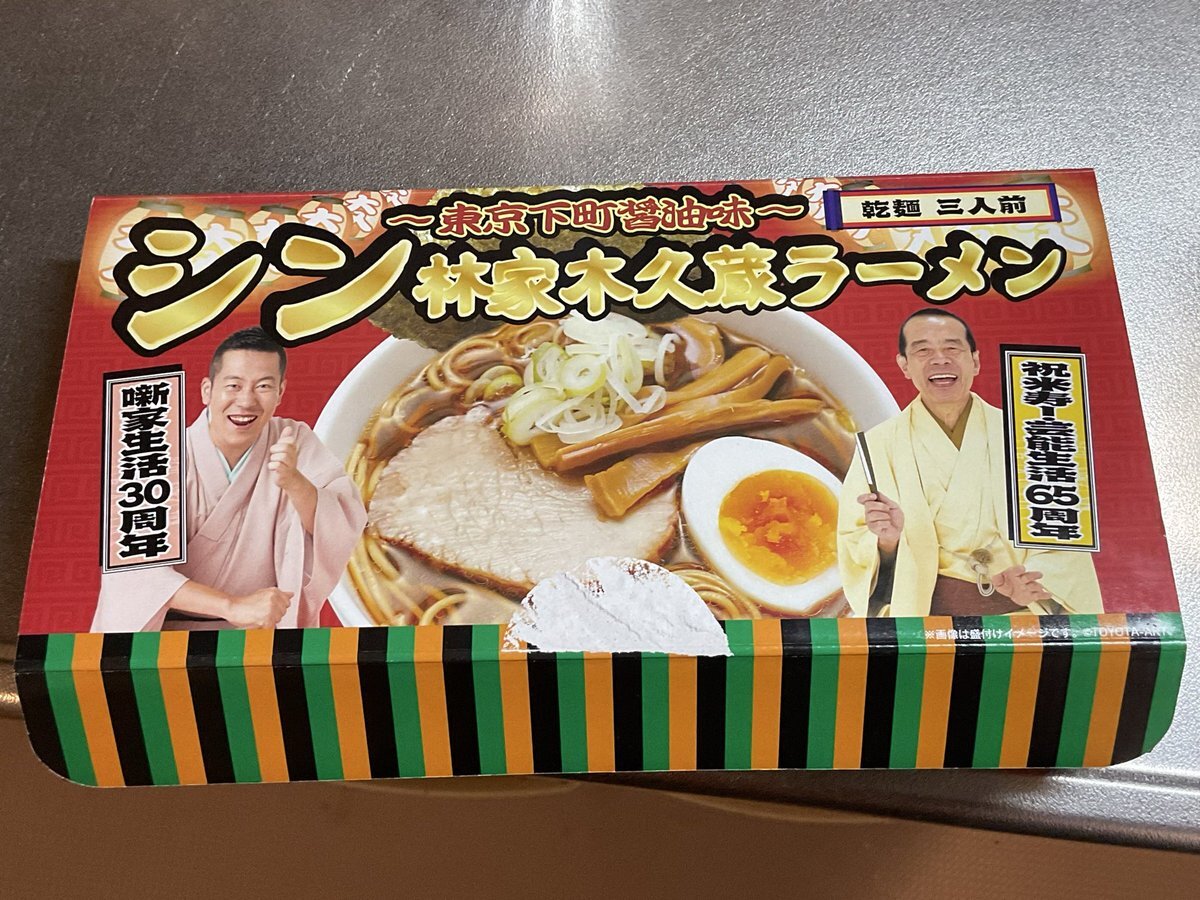 ～東京下町醤油味～
乾麺 三人前
シン 林家木久蔵ラーメン
噺家生活30周年
祝米寿!芸能生活65周年
※画像は盛付けイメージです。©TOYOTA-ART